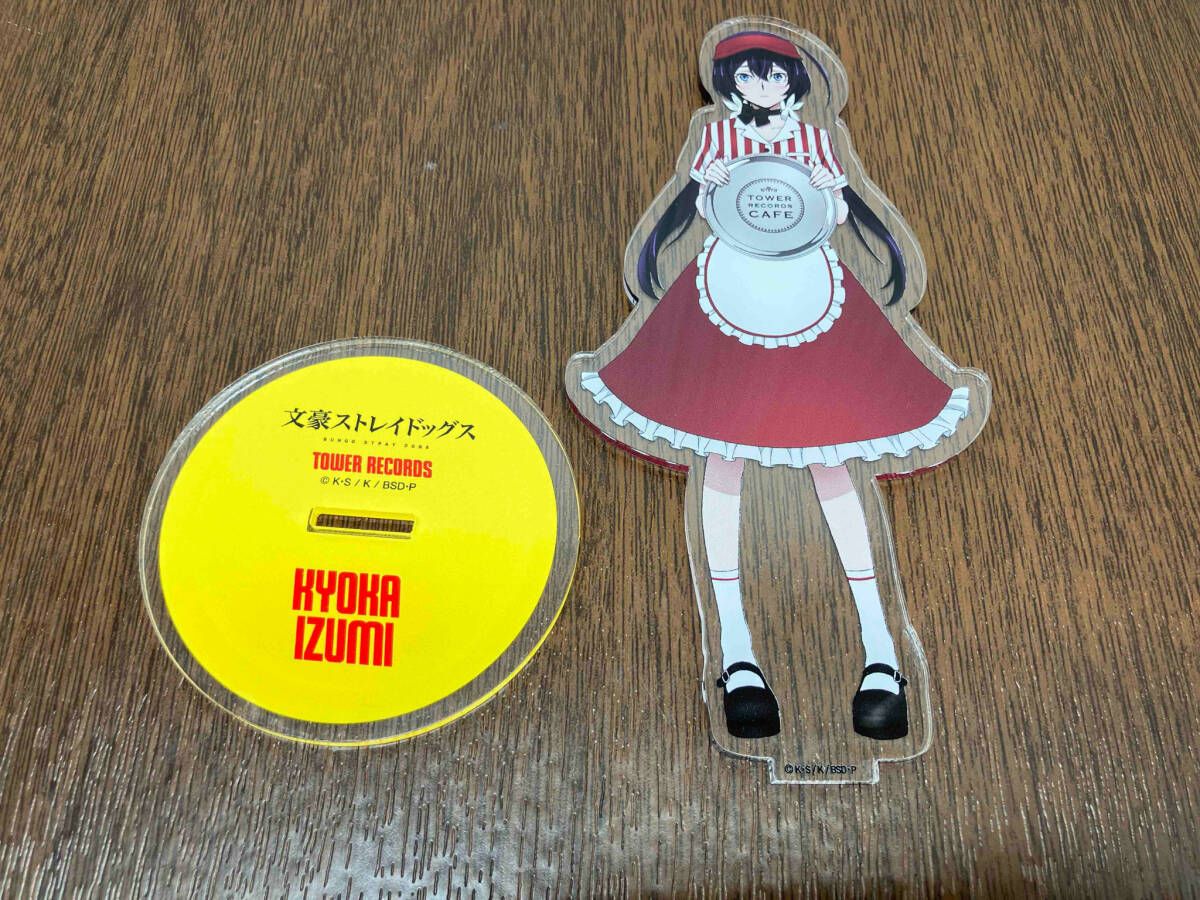 文豪ストレイドッグス
BUNGO STRAY DOGS
TOWER RECORDS
© K・S / K / BSD・P
KYOKA
IZUMI
TOWER
RECORDS
CAFE
© K・S / K / BSD・P